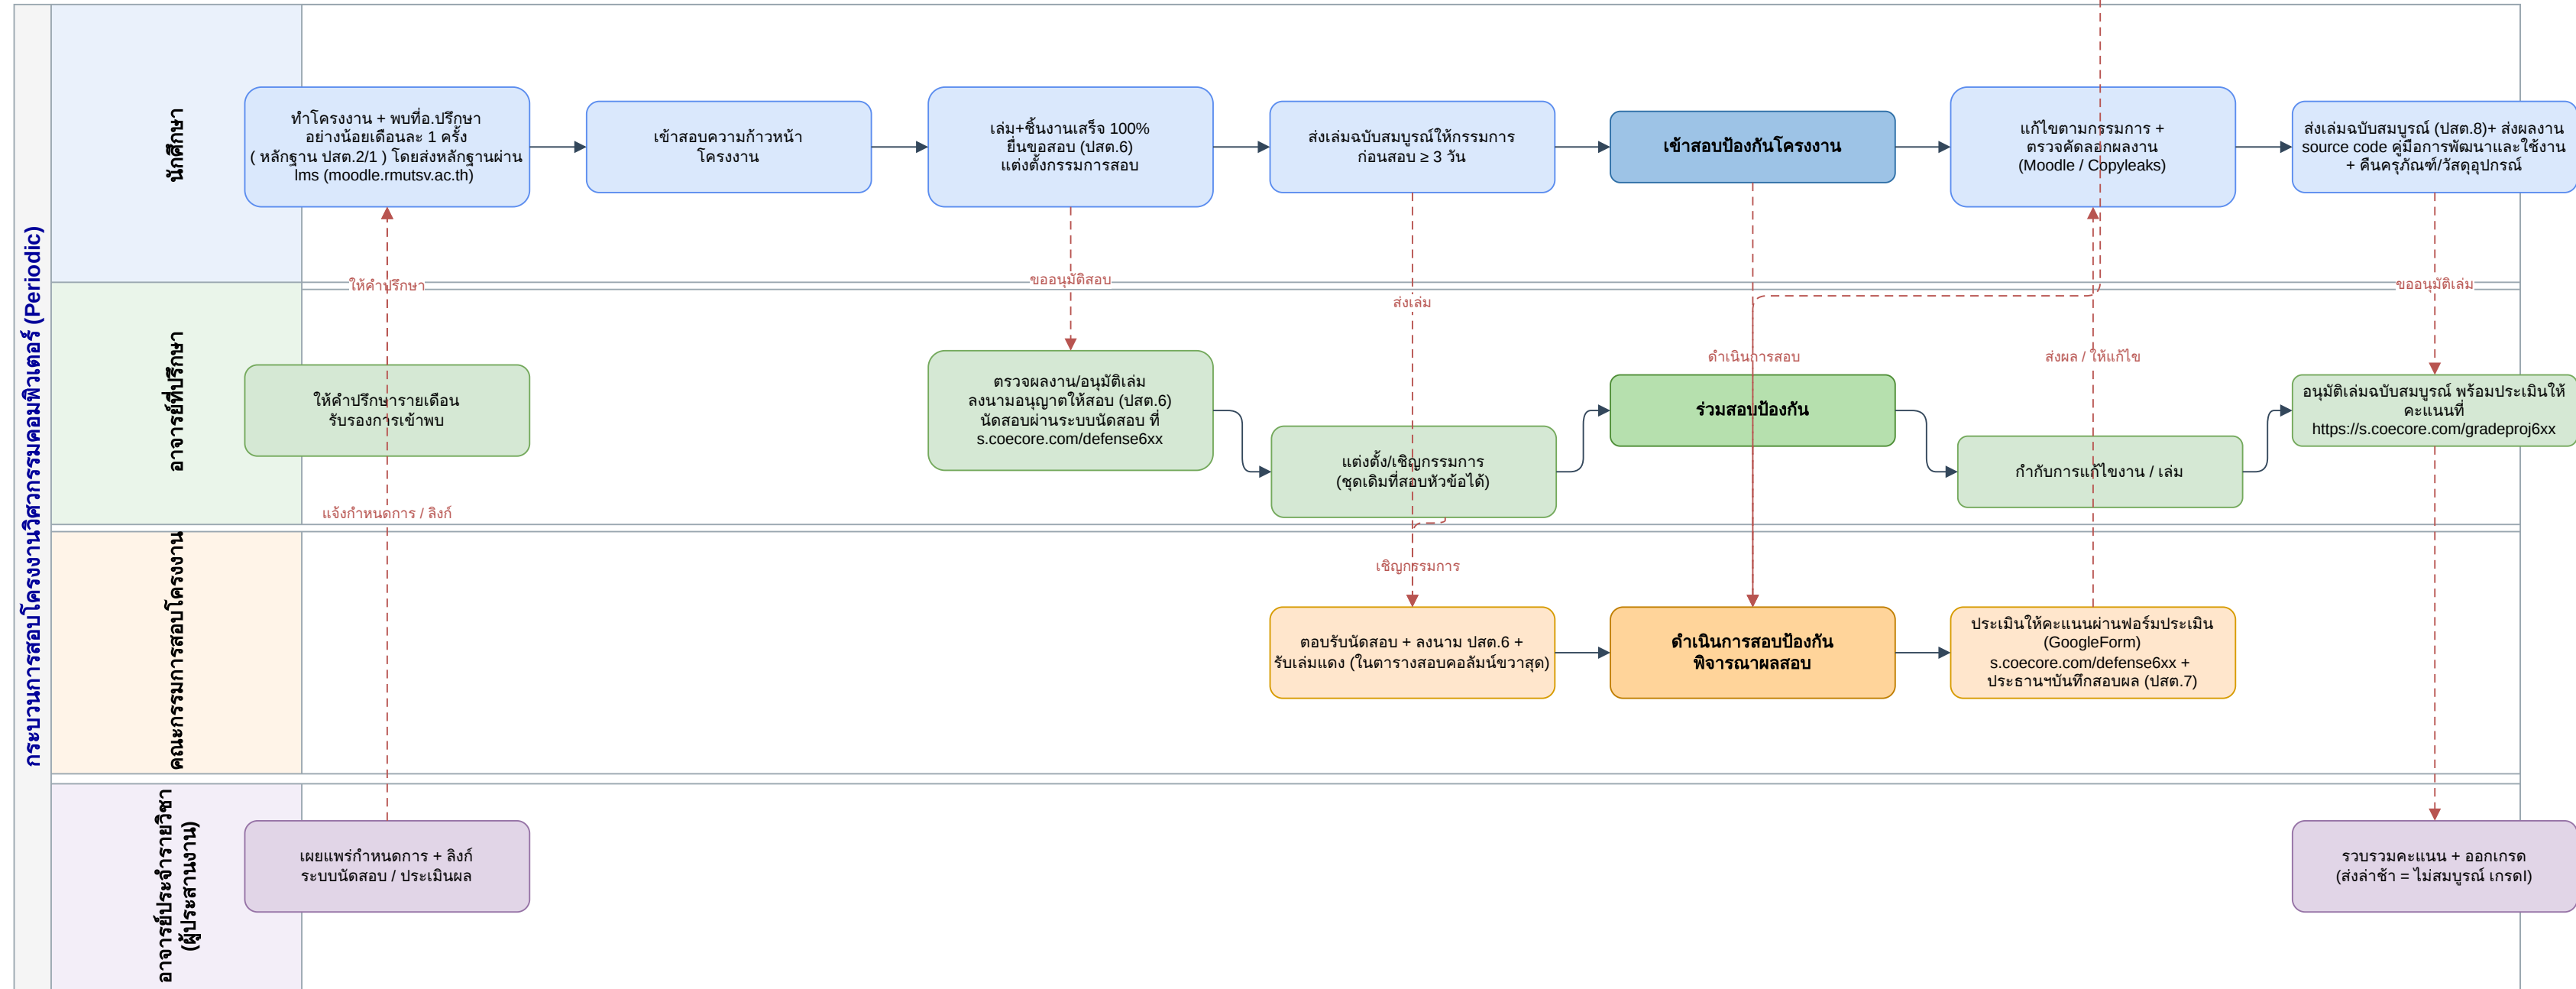 กระบวนการสอบโครงงานวิศวกรรมคอมพิวเตอร์ (Periodic)
นักศึกษา
ทำโครงงาน + พบที่อ.ปรึกษา
อย่างน้อยเดือนละ 1 ครั้ง
( หลักฐาน ปสต.2/1 ) โดยส่งหลักฐานผ่าน
lms (moodle.rmutsv.ac.th)
เข้าสอบความก้าวหน้า
โครงงาน
เล่ม+ชิ้นงานเสร็จ 100%
ยื่นขอสอบ (ปสต.6)
แต่งตั้งกรรมการสอบ
ส่งเล่มฉบับสมบูรณ์ให้กรรมการ
ก่อนสอบ ≥ 3 วัน
เข้าสอบป้องกันโครงงาน
แก้ไขตามกรรมการ +
ตรวจคัดลอกผลงาน
(Moodle / Copyleaks)
ส่งเล่มฉบับสมบูรณ์ (ปสต.8)+ ส่งผลงาน
source code คู่มือการพัฒนาและใช้งาน
+ คืนครุภัณฑ์/วัสดุอุปกรณ์
ให้คำปรึกษา
ขออนุมัติสอบ
ส่งเล่ม
ขออนุมัติเล่ม
อาจารย์ที่ปรึกษา
ให้คำปรึกษารายเดือน
รับรองการเข้าพบ
ตรวจผลงาน/อนุมัติเล่ม
ลงนามอนุญาตให้สอบ (ปสต.6)
นัดสอบผ่านระบบนัดสอบ ที่
s.coecore.com/defense6xx
แต่งตั้ง/เชิญกรรมการ
(ชุดเดิมที่สอบหัวข้อได้)
ดำเนินการสอบ
ร่วมสอบป้องกัน
ส่งผล / ให้แก้ไข
กำกับการแก้ไขงาน / เล่ม
อนุมัติเล่มฉบับสมบูรณ์ พร้อมประเมินให้
คะแนนที่
https://s.coecore.com/gradeproj6xx
แจ้งกำหนดการ / ลิงก์
คณะกรรมการสอบโครงงาน
เชิญกรรมการ
ตอบรับนัดสอบ + ลงนาม ปสต.6 +
รับเล่มแดง (ในตารางสอบคอลัมน์ขวาสุด)
ดำเนินการสอบป้องกัน
พิจารณาผลสอบ
ประเมินให้คะแนนผ่านฟอร์มประเมิน
(GoogleForm)
s.coecore.com/defense6xx +
ประธานฯบันทึกสอบผล (ปสต.7)
อาจารย์ประจำรายวิชา
(ผู้ประสานงาน)
เผยแพร่กำหนดการ + ลิงก์
ระบบนัดสอบ / ประเมินผล
รวบรวมคะแนน + ออกเกรด
(ส่งล่าช้า = ไม่สมบูรณ์ เกรดI)